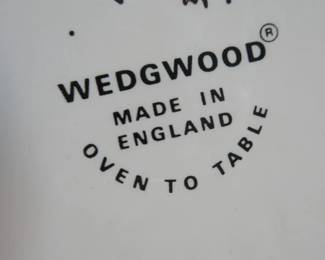 WEDGWOOD®
MADE IN
ENGLAND
OVEN TO TABLE